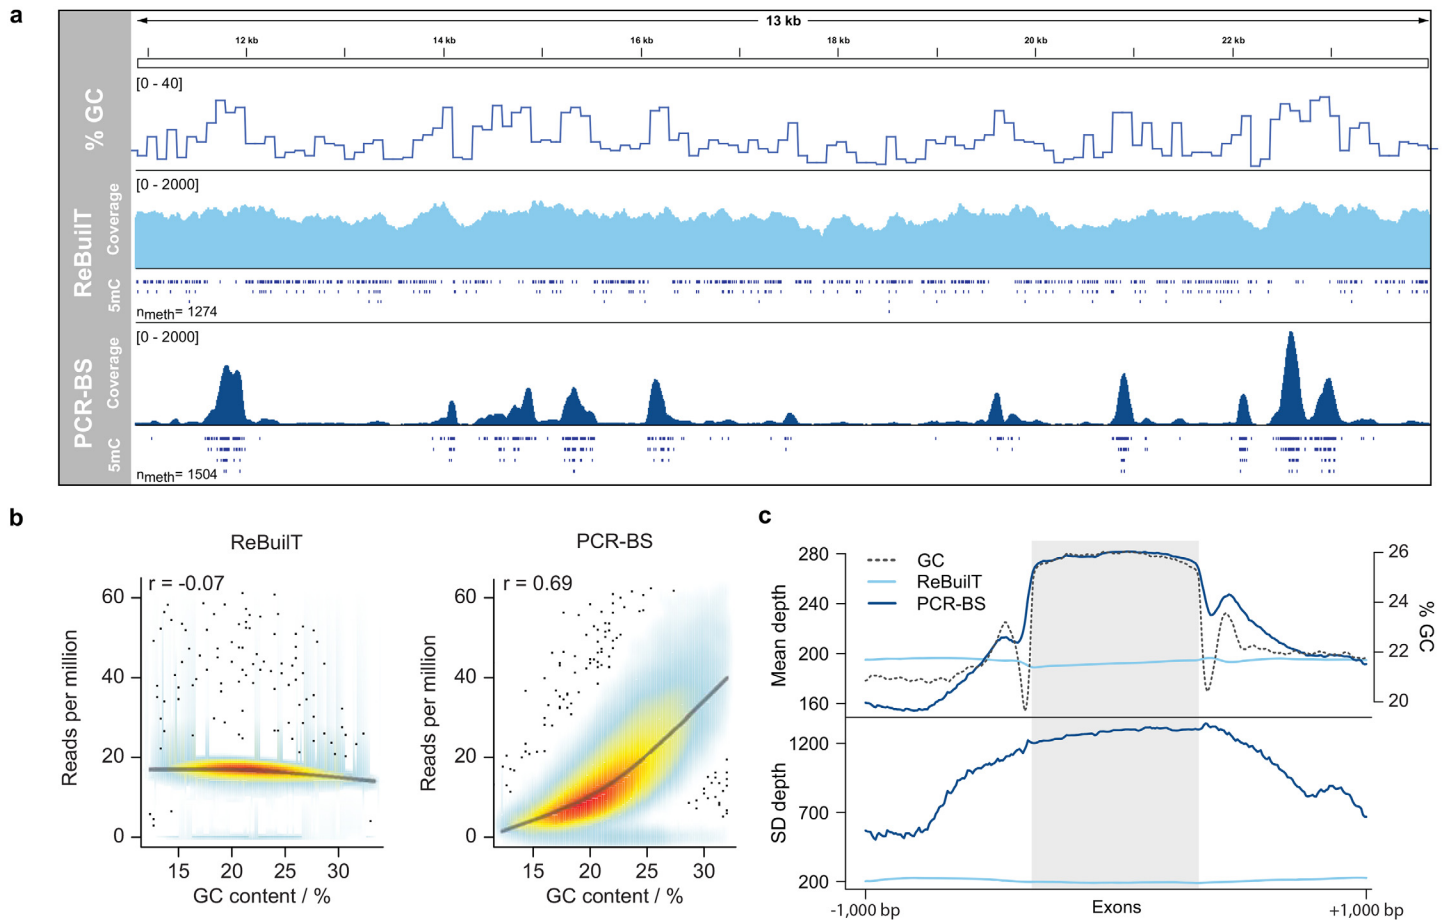 a
13 kb
12 kb 14 kb 16 kb 18 kb 20 kb 22 kb
% GC
[0 - 40]
ReBuilT
Coverage
[0 - 2000]
5mC
nmeth= 1274
PCR-BS
Coverage
[0 - 2000]
5mC
nmeth= 1504
b
ReBuilT
r = -0.07
Reads per million
60
40
20
0
15 20 25 30
GC content / %
PCR-BS
r = 0.69
Reads per million
60
40
20
0
15 20 25 30
GC content / %
c
GC
ReBuilT
PCR-BS
Mean depth
280
240
200
160
% GC
26
24
22
20
SD depth
1200
700
200
-1,000 bp Exons +1,000 bp